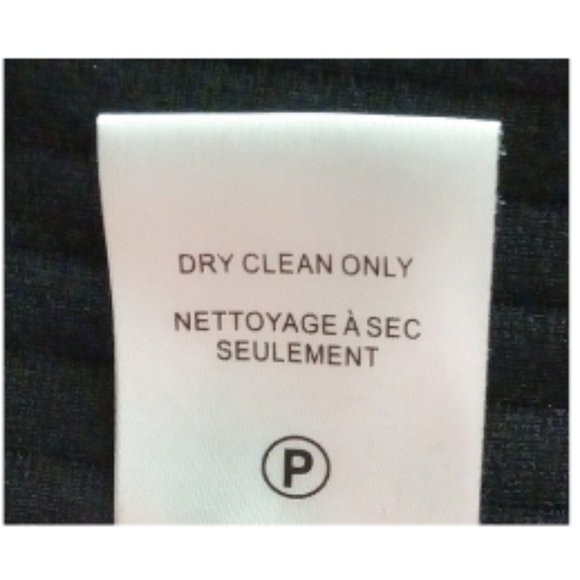 DRY CLEAN ONLY
NETTOYAGE À SEC
SEULEMENT
P